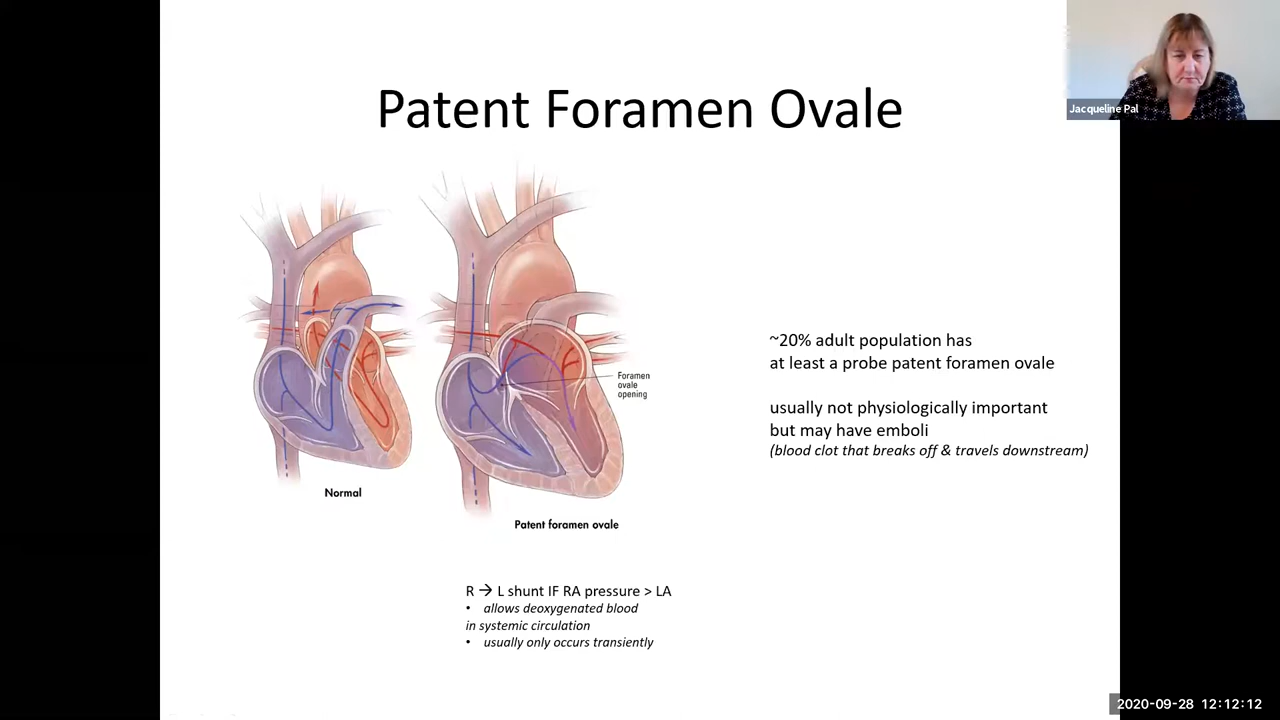 Jacqueline Pal
Patent Foramen Ovale
Foramen
ovale
opening
Normal
Patent foramen ovale
~20% adult population has
at least a probe patent foramen ovale
usually not physiologically important
but may have emboli
(blood clot that breaks off & travels downstream)
R → L shunt IF RA pressure > LA
• allows deoxygenated blood
in systemic circulation
• usually only occurs transiently
2020-09-28 12:12:12